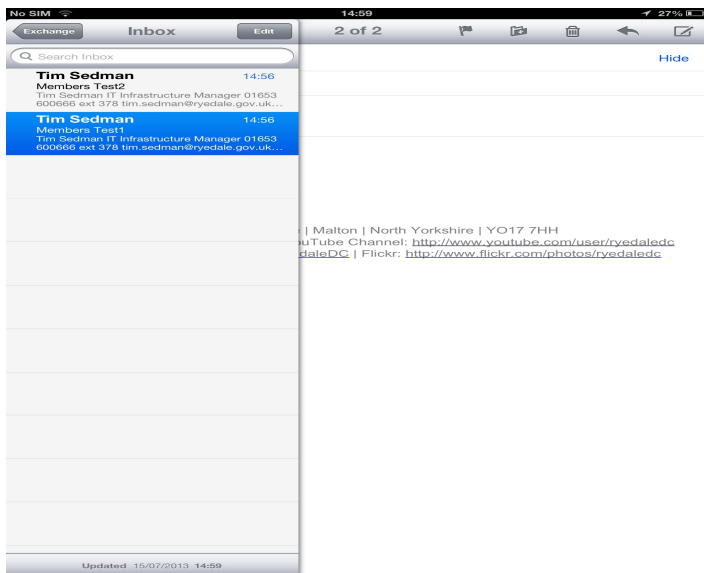 No SIM 14:59 27%
Exchange Inbox Edit 2 of 2
Search Inbox
Hide
Tim Sedman 14:56
Members Test2
Tim Sedman IT Infrastructure Manager 01653
600666 ext 378 tim.sedman@ryedale.gov.uk...
Tim Sedman 14:56
Members Test1
Tim Sedman IT Infrastructure Manager 01653
600666 ext 378 tim.sedman@ryedale.gov.uk...
| Malton | North Yorkshire | YO17 7HH
uTube Channel: http://www.youtube.com/user/ryedaledc
daleDC | Flickr: http://www.flickr.com/photos/ryedaledc
Updated 15/07/2013 14:59